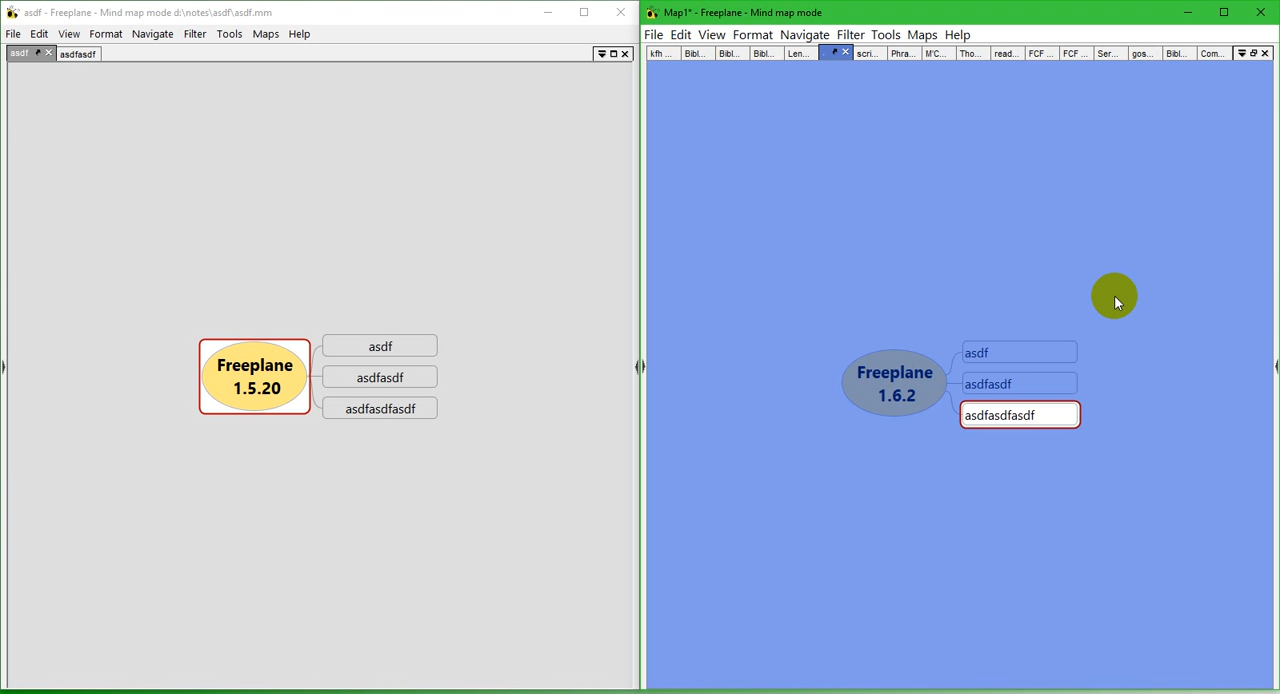 asdf - Freeplane - Mind map mode d:\notes\asdf\asdf.mm
File Edit View Format Navigate Filter Tools Maps Help
asdf asdfasdf
Freeplane
1.5.20
asdf
asdfasdf
asdfasdfasdf
Map1* - Freeplane - Mind map mode
File Edit View Format Navigate Filter Tools Maps Help
kfh ... Bibl... Bibl... Bibl... Len... scri... Phra... M'C... Tho... read... FCF ... FCF ... Ser... gos... Bibl... Com...
Freeplane
1.6.2
asdf
asdfasdf
asdfasdfasdf